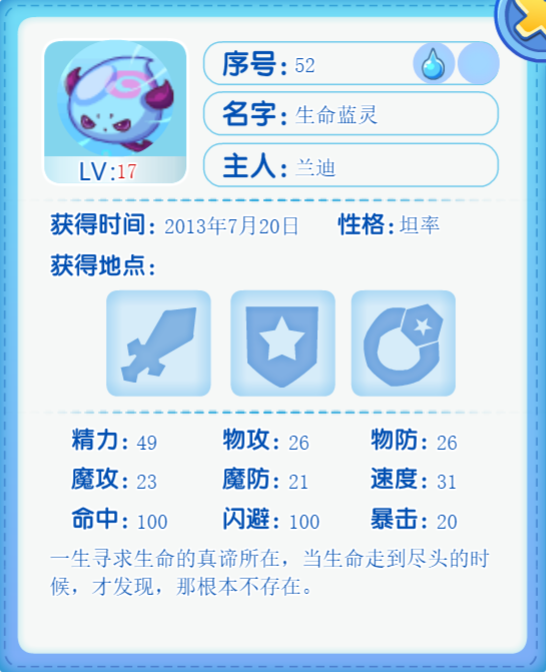 序号：52
名字：生命蓝灵
LV:17
主人：兰迪
获得时间：2013年7月20日 性格：坦率
获得地点：
精力：49 物攻：26 物防：26
魔攻：23 魔防：21 速度：31
命中：100 闪避：100 暴击：20
一生寻求生命的真谛所在，当生命走到尽头的时
候，才发现，那根本不存在。